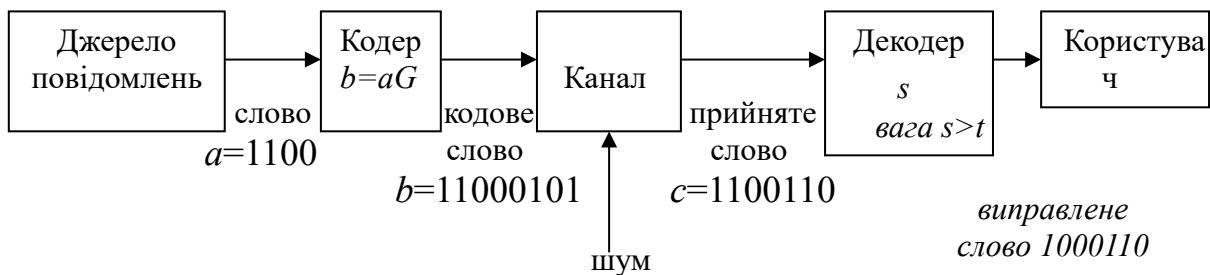 Джерело
повідомлень
слово
a=1100
Кодер
b=aG
кодове
слово
b=11000101
Канал
шум
прийняте
слово
c=1100110
Декодер
s
вага s>t
Користува
ч
виправлене
слово 1000110